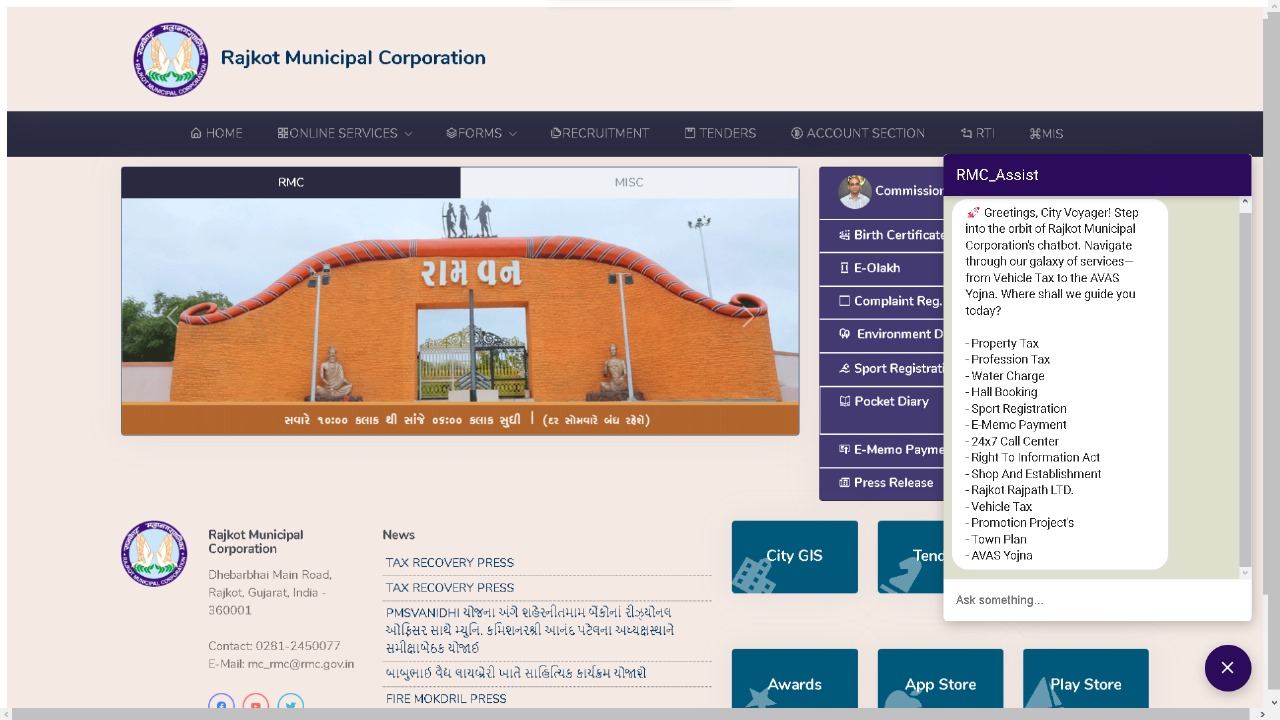 Rajkot Municipal Corporation
HOME
ONLINE SERVICES
FORMS
RECRUITMENT
TENDERS
ACCOUNT SECTION
RTI
MIS
RMC
MISC
રામ વન
સવારે ૧૦:૦૦ કલાક થી સાંજે ૦૬:૦૦ કલાક સુધી | (દર સોમવારે બંધ રહેશે)
Birth Certificate
E-Olakh
Complaint Reg.
Environment
Pocket Diary
E-Memo
Press Release
RMC_Assist
🚀 Greetings, City Voyager! Step
into the orbit of Rajkot Municipal
Corporation's chatbot. Navigate
through our galaxy of services—
from Vehicle Tax to the AVAS
Yojna. Where shall we guide you
today?
- Property Tax
- Profession Tax
- Water Charge
- Hall Booking
- Sport Registration
- E-Memo Payment
- 24x7 Call Center
- Right To Information Act
- Shop And Establishment
- Rajkot Rajpath LTD.
- Vehicle Tax
- Promotion Project's
- Town Plan
- AVAS Yojna
Ask something...
Rajkot Municipal
Corporation
Dhebarbhai Main Road,
Rajkot, Gujarat, India -
360001
Contact: 0281-2450077
E-Mail: mc_rmc@rmc.gov.in
News
TAX RECOVERY PRESS
TAX RECOVERY PRESS
PMSVANIDHI યોજના અંગે શહેરનીતમામ બેંકોનાં રીઝ્યોનલ
ઓફિસર સાથે મ્યુનિ. કમિશનરશ્રી આનંદ પટેલના અધ્યક્ષસ્થાને
સમીક્ષાબેઠક યોજાઈ
બાબુભાઈ વૈદ્ય લાયબ્રેરી ખાતે સાહિત્યિક કાર્યક્રમ યોજાશે
FIRE MOKDRIL PRESS
City GIS
Awards
App Store
Play Store